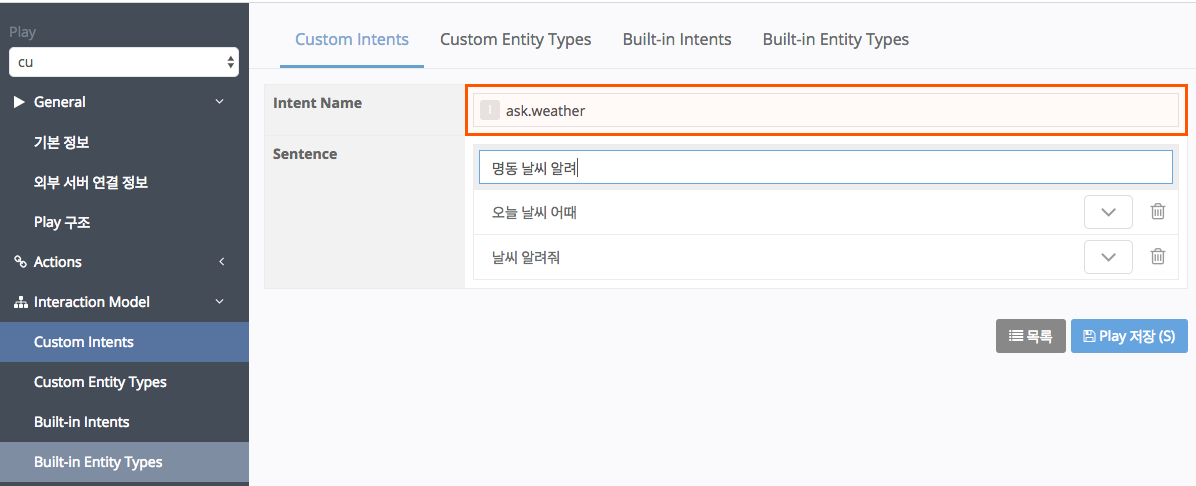 Play
cu
General
기본 정보
외부 서버 연결 정보
Play 구조
Actions
Interaction Model
Custom Intents
Custom Entity Types
Built-in Intents
Built-in Entity Types
Custom Intents Custom Entity Types Built-in Intents Built-in Entity Types
Intent Name
I ask.weather
Sentence
명동 날씨 알려
오늘 날씨 어때
날씨 알려줘
목록 Play 저장 (S)